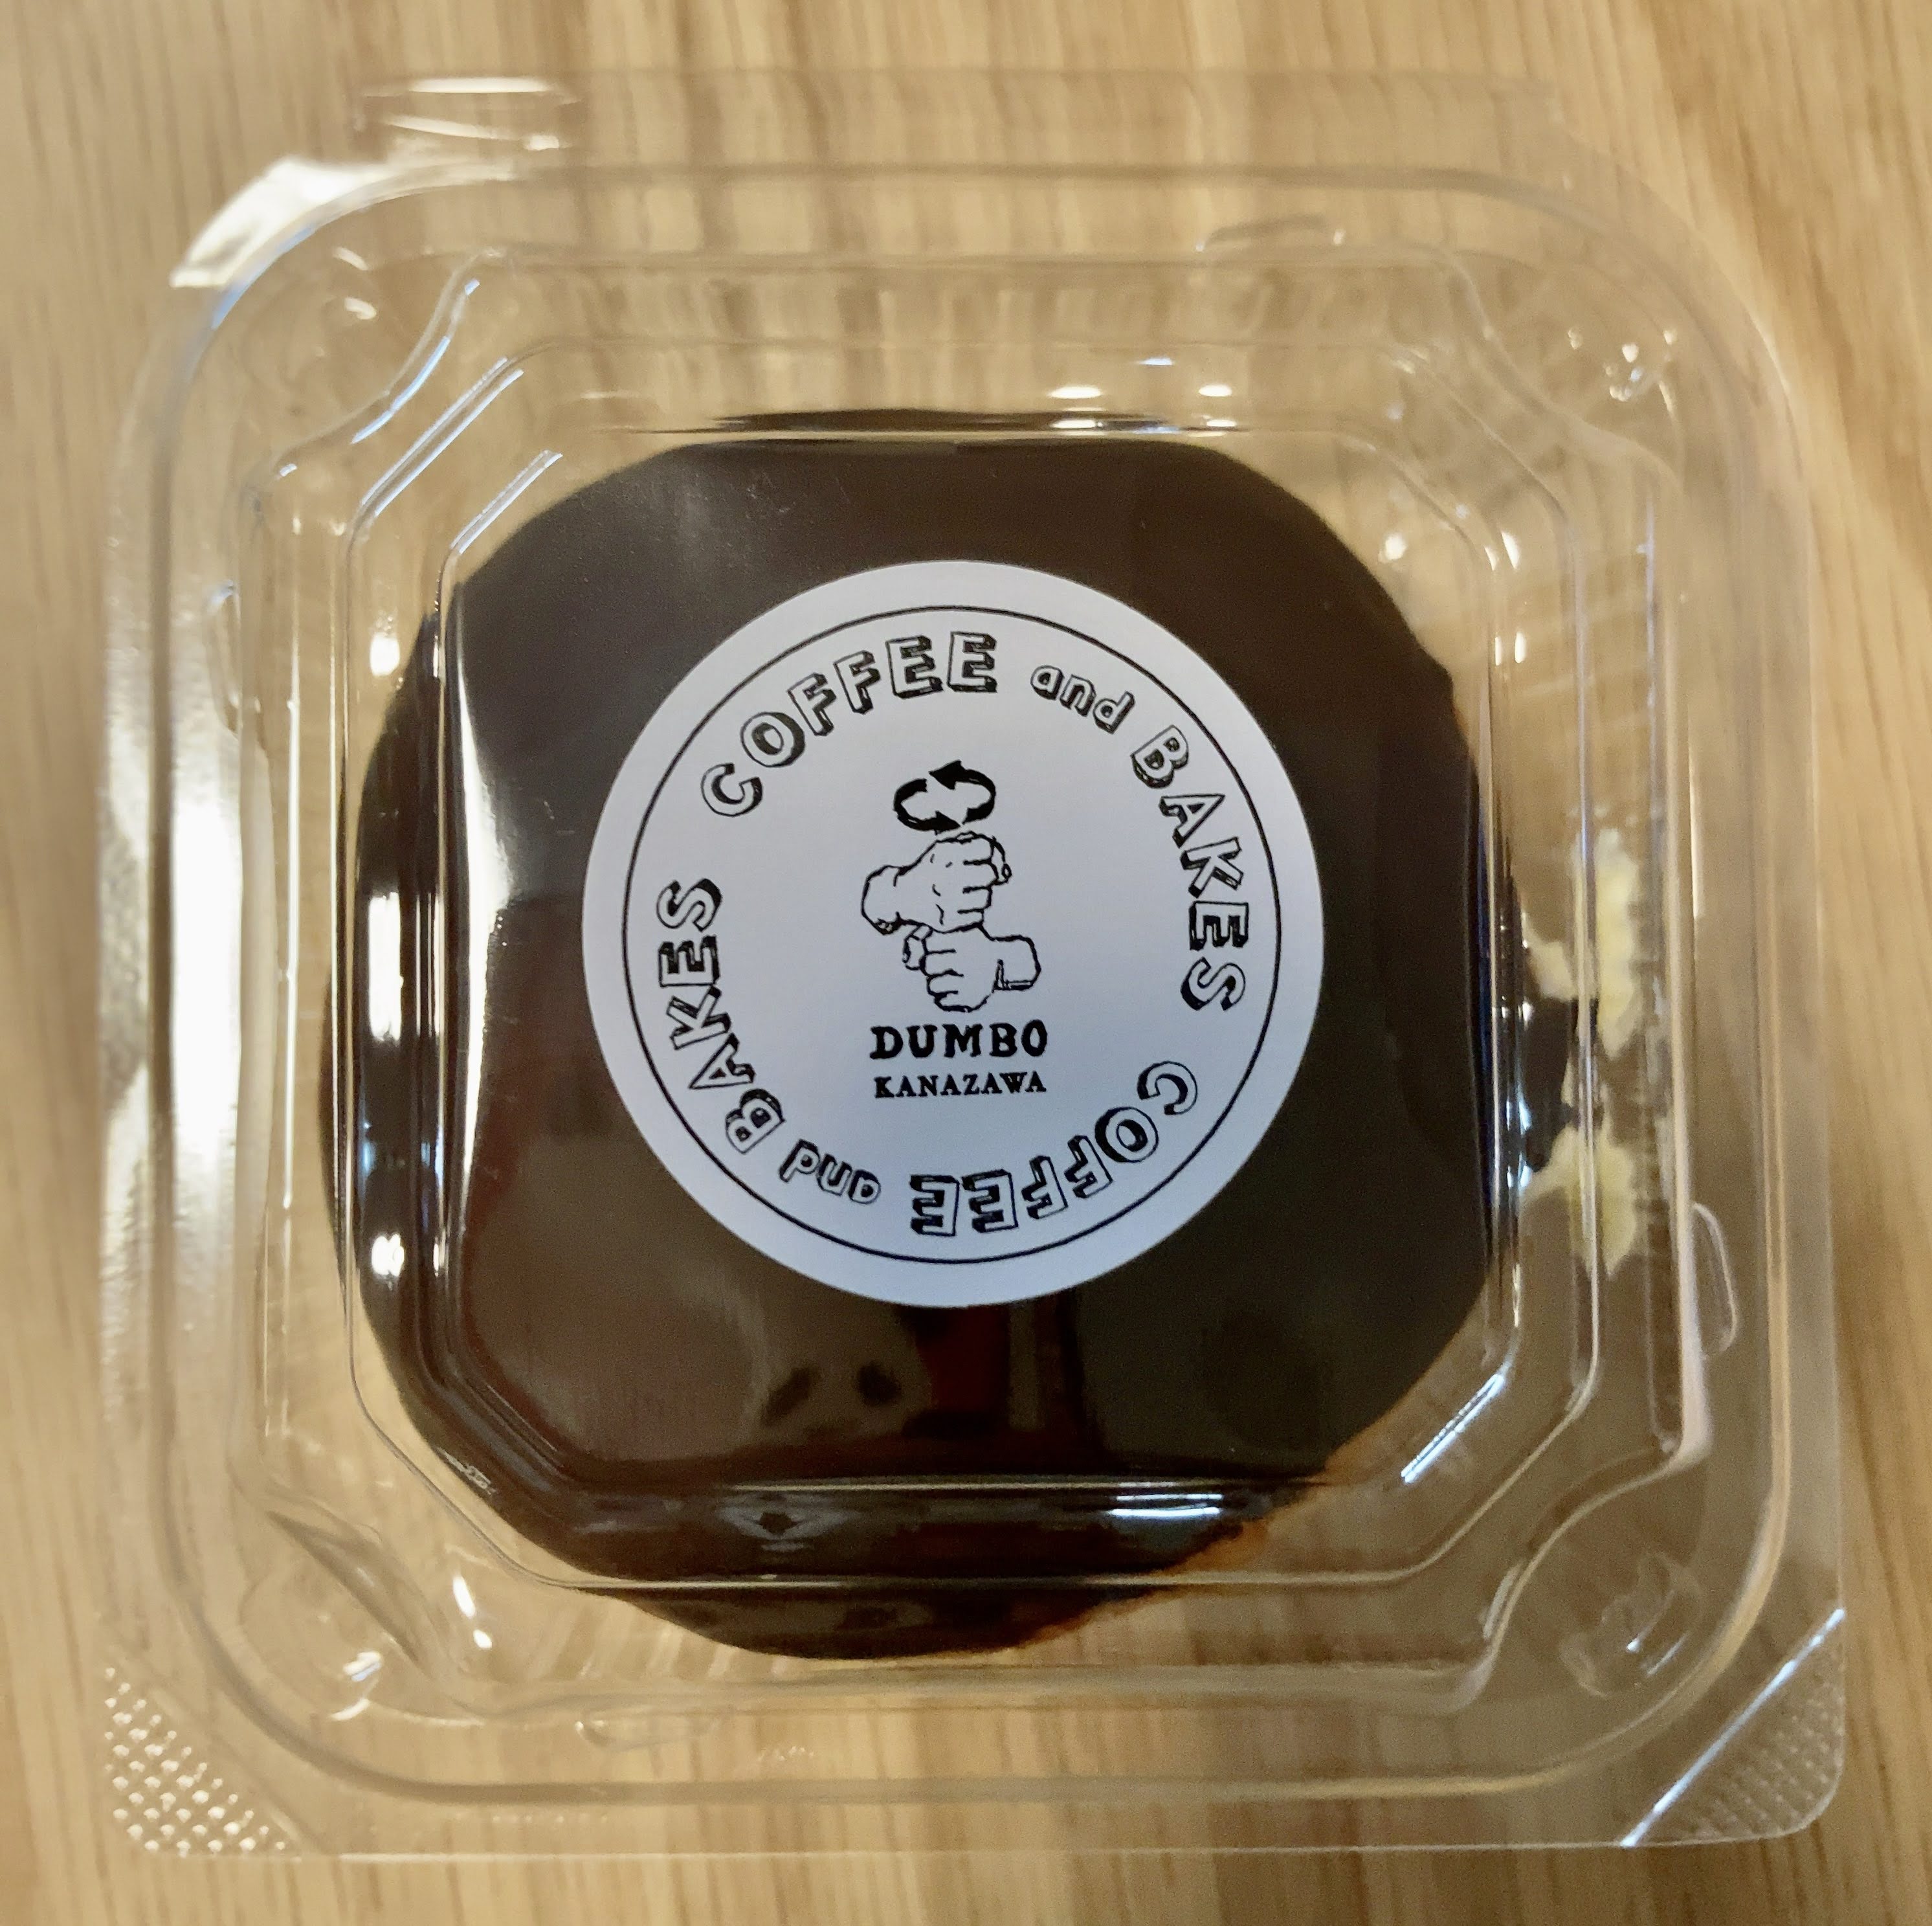 COFFEE and BAKES
DUMBO
KANAZAWA
COFFEE and BAKES